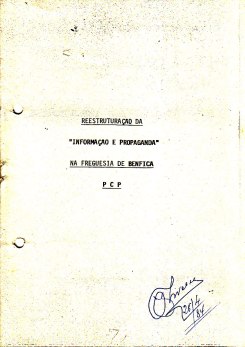 REESTRUTURAÇÃO DA
"INFORMAÇÃO E PROPAGANDA"
NA FREGUESIA DE BENFICA
P C P